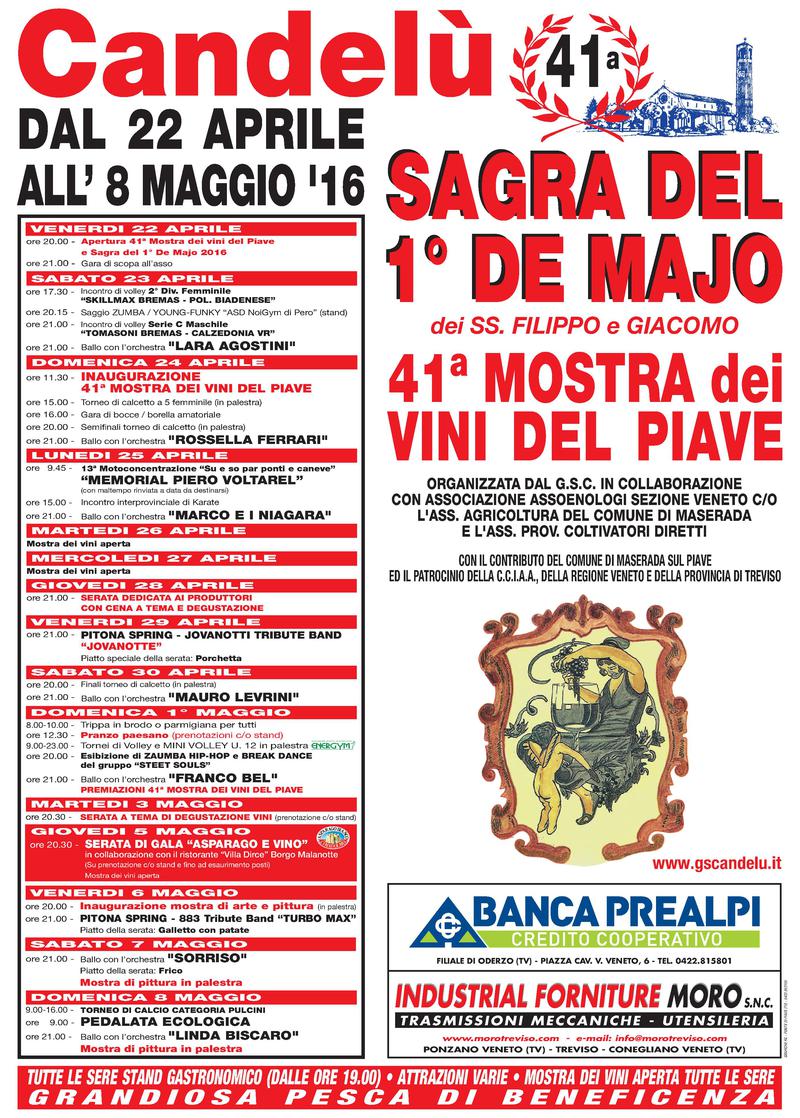 Candelù
41ª
DAL 22 APRILE
ALL' 8 MAGGIO '16
VENERDI 22 APRILE
ore 20.00 - Apertura 41ª Mostra dei vini del Piave
e Sagra del 1° De Majo 2016
ore 21.00 - Gara di scopa all'asso
SABATO 23 APRILE
ore 17.30 - Incontro di volley 2° Div. Femminile
"SKILLMAX BREMAS - POL. BIADENESE"
ore 20.15 - Saggio ZUMBA / YOUNG-FUNKY "ASD NoiGym di Pero" (stand)
ore 21.00 - Incontro di volley Serie C Maschile
"TOMASONI BREMAS - CALZEDONIA VR"
ore 21.00 - Ballo con l'orchestra "LARA AGOSTINI"
DOMENICA 24 APRILE
ore 11.30 - INAUGURAZIONE
41ª MOSTRA DEI VINI DEL PIAVE
ore 15.00 - Torneo di calcetto a 5 femminile (in palestra)
ore 16.00 - Gara di bocce / borella amatoriale
ore 20.00 - Semifinali torneo di calcetto (in palestra)
ore 21.00 - Ballo con l'orchestra "ROSSELLA FERRARI"
LUNEDI 25 APRILE
ore 9.45 - 13ª Motoconcentrazione "Su e so par ponti e caneve"
"MEMORIAL PIERO VOLTAREL"
(con maltempo rinviata a data da destinarsi)
ore 15.00 - Incontro interprovinciale di Karate
ore 21.00 - Ballo con l'orchestra "MARCO E I NIAGARA"
MARTEDI 26 APRILE
Mostra dei vini aperta
MERCOLEDI 27 APRILE
Mostra dei vini aperta
GIOVEDI 28 APRILE
ore 21.00 - SERATA DEDICATA AI PRODUTTORI
CON CENA A TEMA E DEGUSTAZIONE
VENERDI 29 APRILE
ore 21.00 - PITONA SPRING - JOVANOTTI TRIBUTE BAND
"JOVANOTTE"
Piatto speciale della serata: Porchetta
SABATO 30 APRILE
ore 20.00 - Finali torneo di calcetto (in palestra)
ore 21.00 - Ballo con l'orchestra "MAURO LEVRINI"
DOMENICA 1° MAGGIO
8.00-10.00 - Trippa in brodo o parmigiana per tutti
ore 12.30 - Pranzo paesano (prenotazioni c/o stand)
9.00-23.00 - Tornei di Volley e MINI VOLLEY U. 12 in palestra ENERGYM
ore 20.00 - Esibizione di ZAUMBA HIP-HOP e BREAK DANCE
del gruppo "STEET SOULS"
ore 21.00 - Ballo con l'orchestra "FRANCO BEL"
PREMIAZIONI 41ª MOSTRA DEI VINI DEL PIAVE
MARTEDI 3 MAGGIO
ore 20.30 - SERATA A TEMA DI DEGUSTAZIONE VINI (prenotazione c/o stand)
GIOVEDI 5 MAGGIO
ore 20.30 - SERATA DI GALA "ASPARAGO E VINO"
in collaborazione con il ristorante "Villa Dirce" Borgo Malanotte
(Su prenotazione c/o stand e fino ad esaurimento posti)
Mostra dei vini aperta
VENERDI 6 MAGGIO
ore 20.00 - Inaugurazione mostra di arte e pittura (in palestra)
ore 21.00 - PITONA SPRING - 883 Tribute Band "TURBO MAX"
Piatto della serata: Galletto con patate
SABATO 7 MAGGIO
ore 21.00 - Ballo con l'orchestra "SORRISO"
Piatto della serata: Frico
Mostra di pittura in palestra
DOMENICA 8 MAGGIO
9.00-16.00 - TORNEO DI CALCIO CATEGORIA PULCINI
ore 9.00 - PEDALATA ECOLOGICA
ore 21.00 - Ballo con l'orchestra "LINDA BISCARO"
Mostra di pittura in palestra
SAGRA DEL
1° DE MAJO
dei SS. FILIPPO e GIACOMO
41ª MOSTRA dei
VINI DEL PIAVE
ORGANIZZATA DAL G.S.C. IN COLLABORAZIONE
CON ASSOCIAZIONE ASSOENOLOGI SEZIONE VENETO C/O
L'ASS. AGRICOLTURA DEL COMUNE DI MASERADA
E L'ASS. PROV. COLTIVATORI DIRETTI
CON IL CONTRIBUTO DEL COMUNE DI MASERADA SUL PIAVE
ED IL PATROCINIO DELLA C.C.I.A.A., DELLA REGIONE VENETO E DELLA PROVINCIA DI TREVISO
www.gscandelu.it
BANCA PREALPI
CREDITO COOPERATIVO
FILIALE DI ODERZO (TV) - PIAZZA CAV. V. VENETO, 6 - TEL. 0422.815801
INDUSTRIAL FORNITURE MORO S.N.C.
TRASMISSIONI MECCANICHE - UTENSILERIA
www.morotreviso.com - e-mail: info@morotreviso.com
PONZANO VENETO (TV) - TREVISO - CONEGLIANO VENETO (TV)
TUTTE LE SERE STAND GASTRONOMICO (DALLE ORE 19.00) • ATTRAZIONI VARIE • MOSTRA DEI VINI APERTA TUTTE LE SERE
GRANDIOSA PESCA DI BENEFICENZA